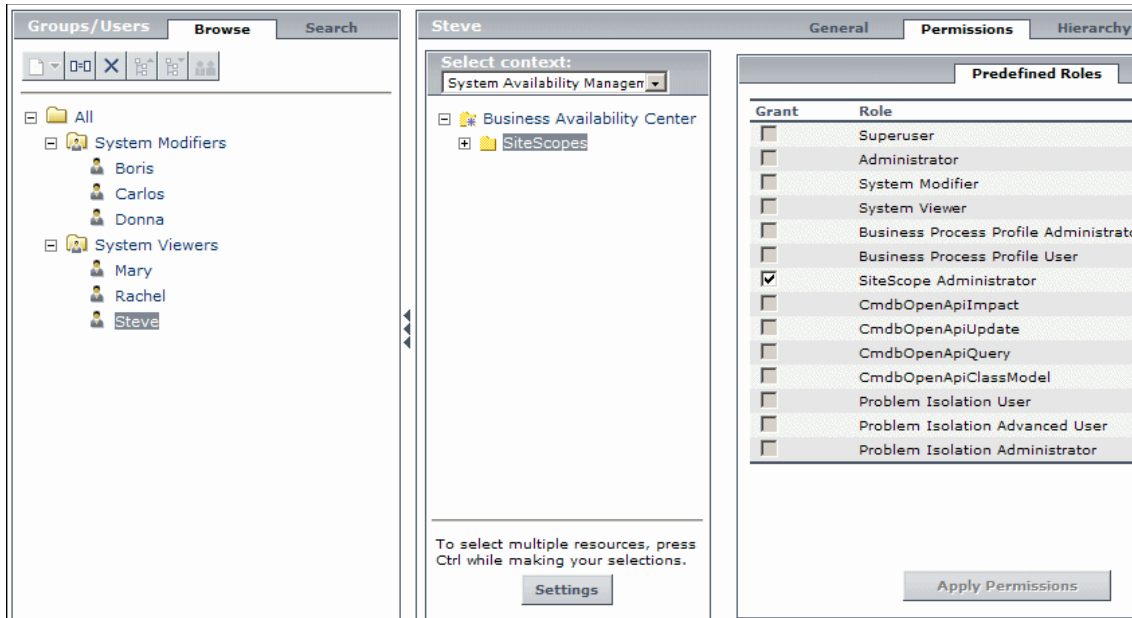 Groups/Users Browse Search
All
System Modifiers
Boris
Carlos
Donna
System Viewers
Mary
Rachel
Steve
Steve
General Permissions Hierarchy
Select context:
System Availability Managem
Business Availability Center
SiteScopes
To select multiple resources, press
Ctrl while making your selections.
Settings
Predefined Roles
Grant Role
Superuser
Administrator
System Modifier
System Viewer
Business Process Profile Administrato
Business Process Profile User
SiteScope Administrator
CmdbOpenApiImpact
CmdbOpenApiUpdate
CmdbOpenApiQuery
CmdbOpenApiClassModel
Problem Isolation User
Problem Isolation Advanced User
Problem Isolation Administrator
Apply Permissions